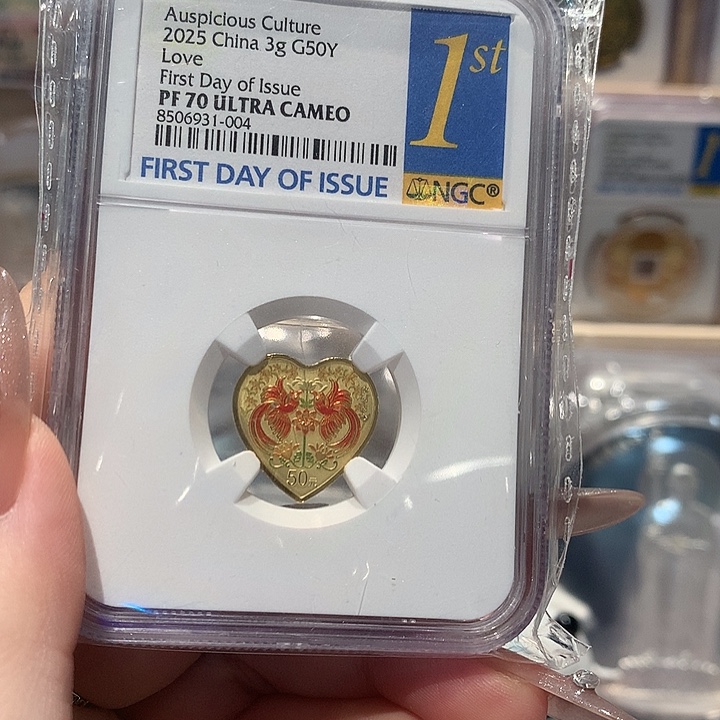 Auspicious Culture
2025 China 3g G50Y
Love
First Day of Issue
PF 70 ULTRA CAMEO
8506931-004
FIRST DAY OF ISSUE
1st
NGC®
50元